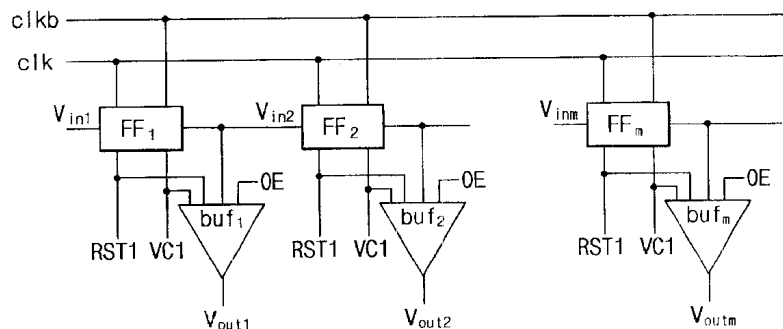 clkb
clk
Vin1 FF1 Vin2 FF2 Vinm FFm
OE OE OE
buf1 buf2 bufm
RST1 VC1 RST1 VC1 RST1 VC1
Vout1 Vout2 Voutm